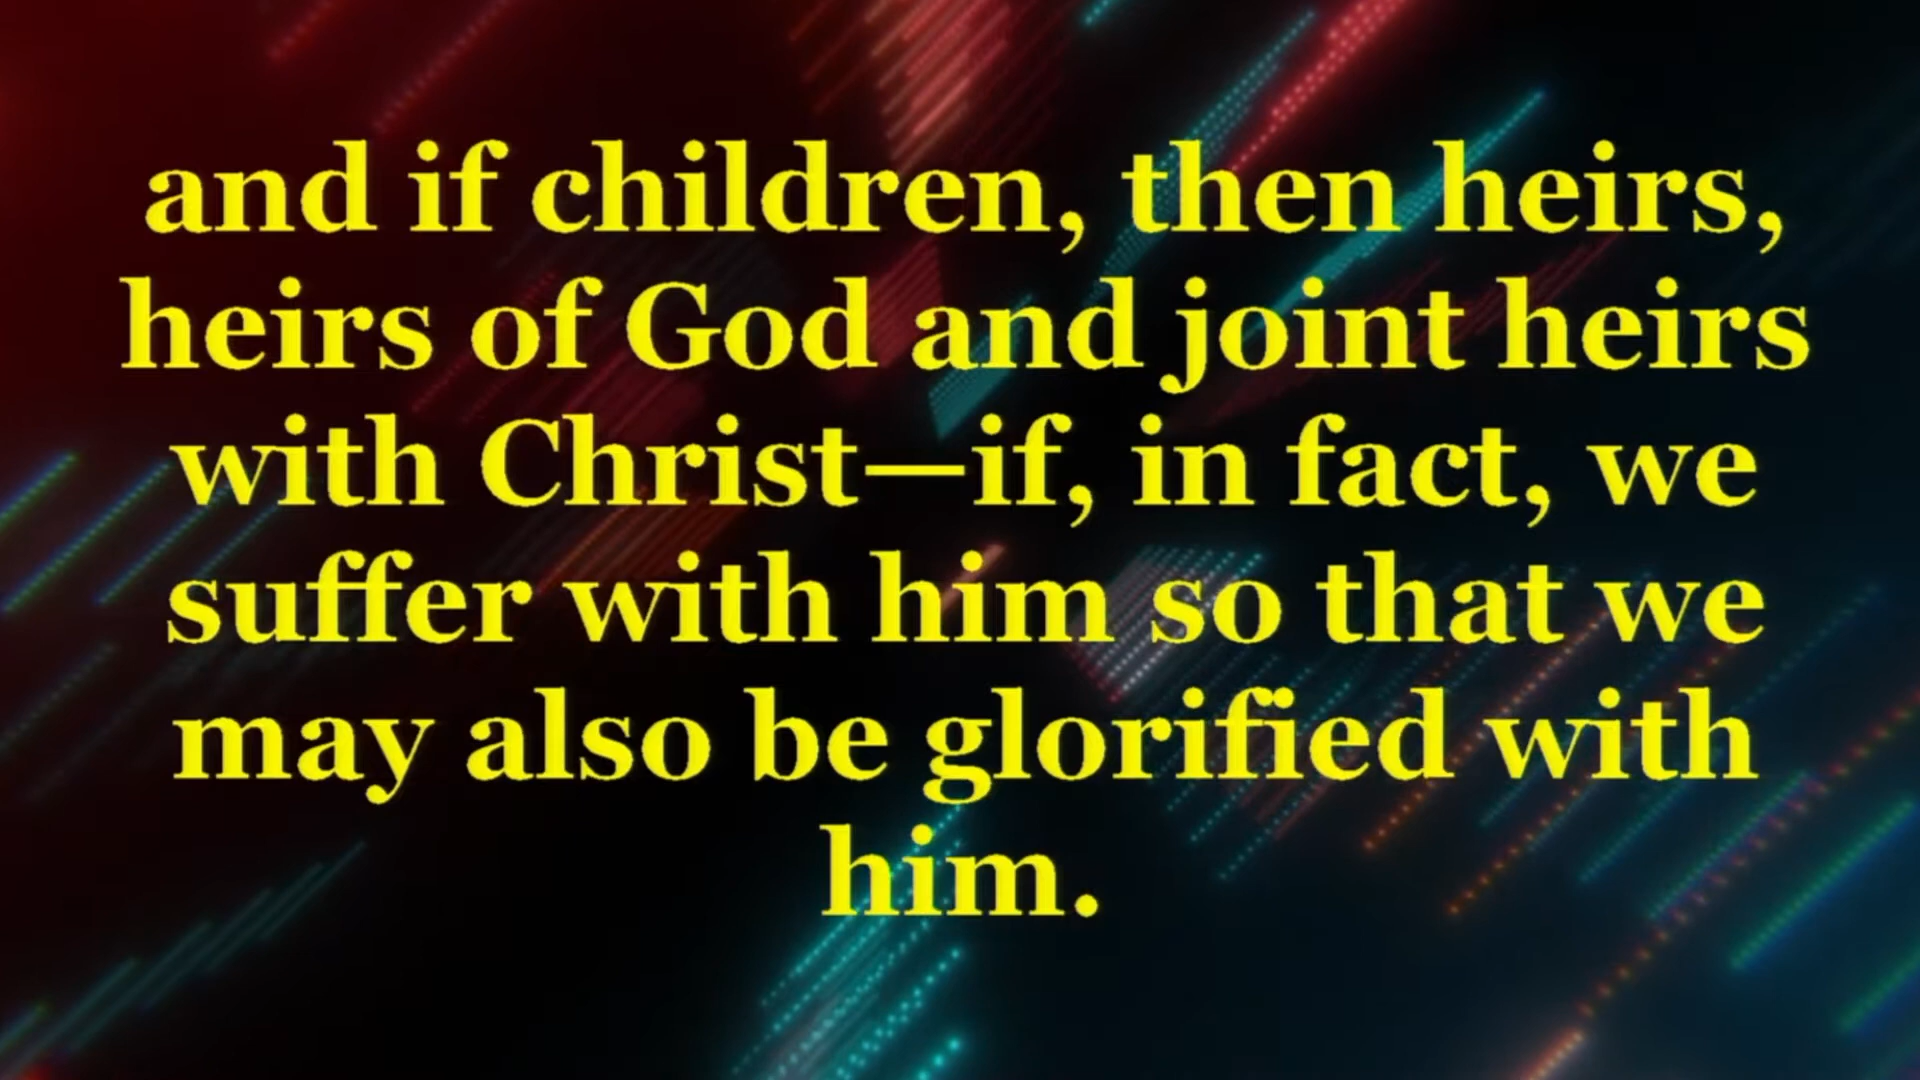 and if children, then heirs,
heirs of God and joint heirs
with Christ—if, in fact, we
suffer with him so that we
may also be glorified with
him.